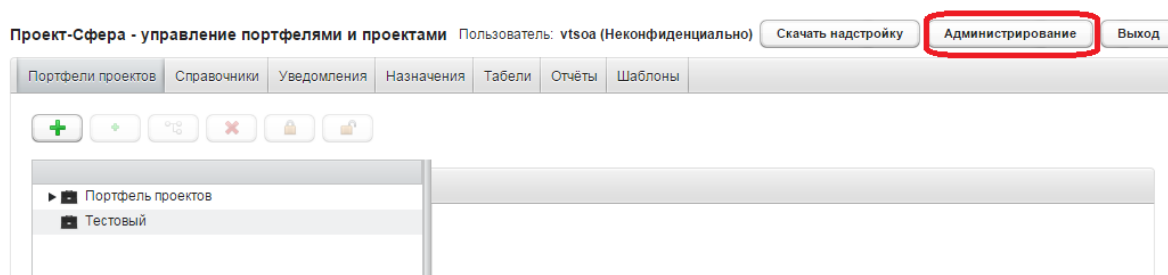 Проект-Сфера - управление портфелями и проектами Пользователь: vtsoa (Неконфиденциально) Скачать надстройку Администрирование Выход
Портфели проектов Справочники Уведомления Назначения Табели Отчёты Шаблоны
Портфель проектов
Тестовый